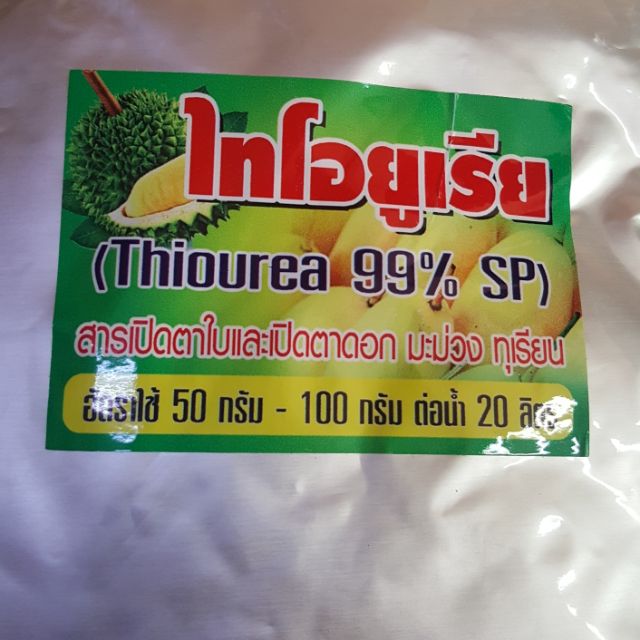 ไทโอยูเรีย
(Thiourea 99% SP)
สารเปิดตาใบและเปิดตาดอก มะม่วง ทุเรียน
อัตราใช้ 50 กรัม - 100 กรัม ต่อน้ำ 20 ลิตร